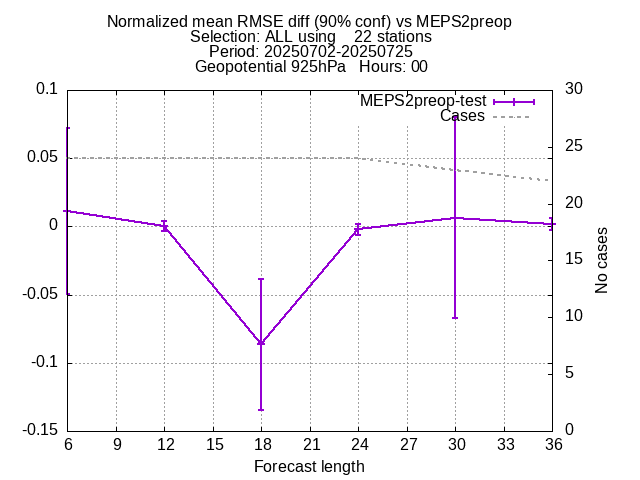 Normalized mean RMSE diff (90% conf) vs MEPS2preop
Selection: ALL using    22 stations
Period: 20250702-20250725
Geopotential 925hPa   Hours: 00
MEPS2preop-test
Cases
0.1
0.05
0
-0.05
-0.1
-0.15
30
25
20
15
10
5
0
No cases
6 9 12 15 18 21 24 27 30 33 36
Forecast length